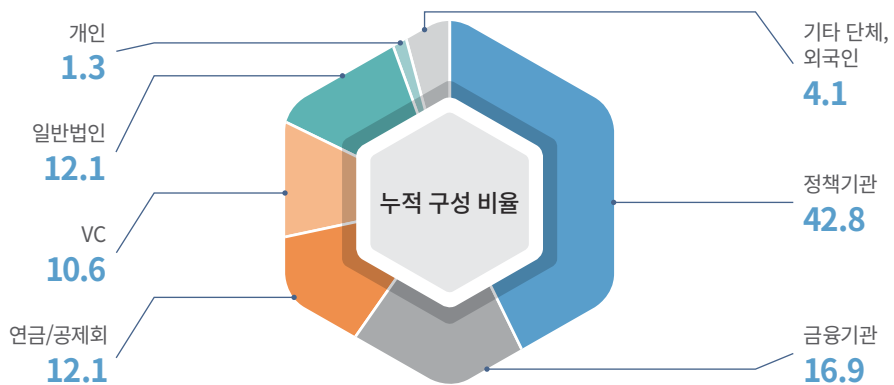 개인
1.3
일반법인
12.1
VC
10.6
연금/공제회
12.1
누적 구성 비율
기타 단체,
외국인
4.1
정책기관
42.8
금융기관
16.9